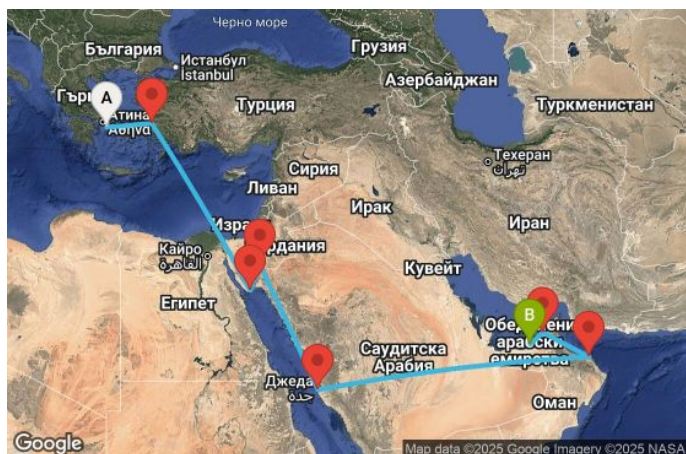 Черно море
България
Истанбул
İstanbul
Грузия
Азербайджан
Гър
A
Атина
Αθήνα
Турция
Туркменистан
Техеран
تهران
Сирия
Ливан
Ирак
Иран
Изра
рдания
Кайро
القاهرة
Кувейт
Египет
B
Обединени
арабски
емирства
Саудитска
Арабия
Джеда
جدة
Оман
Google
Map data ©2025 Google Imagery ©2025 NASA